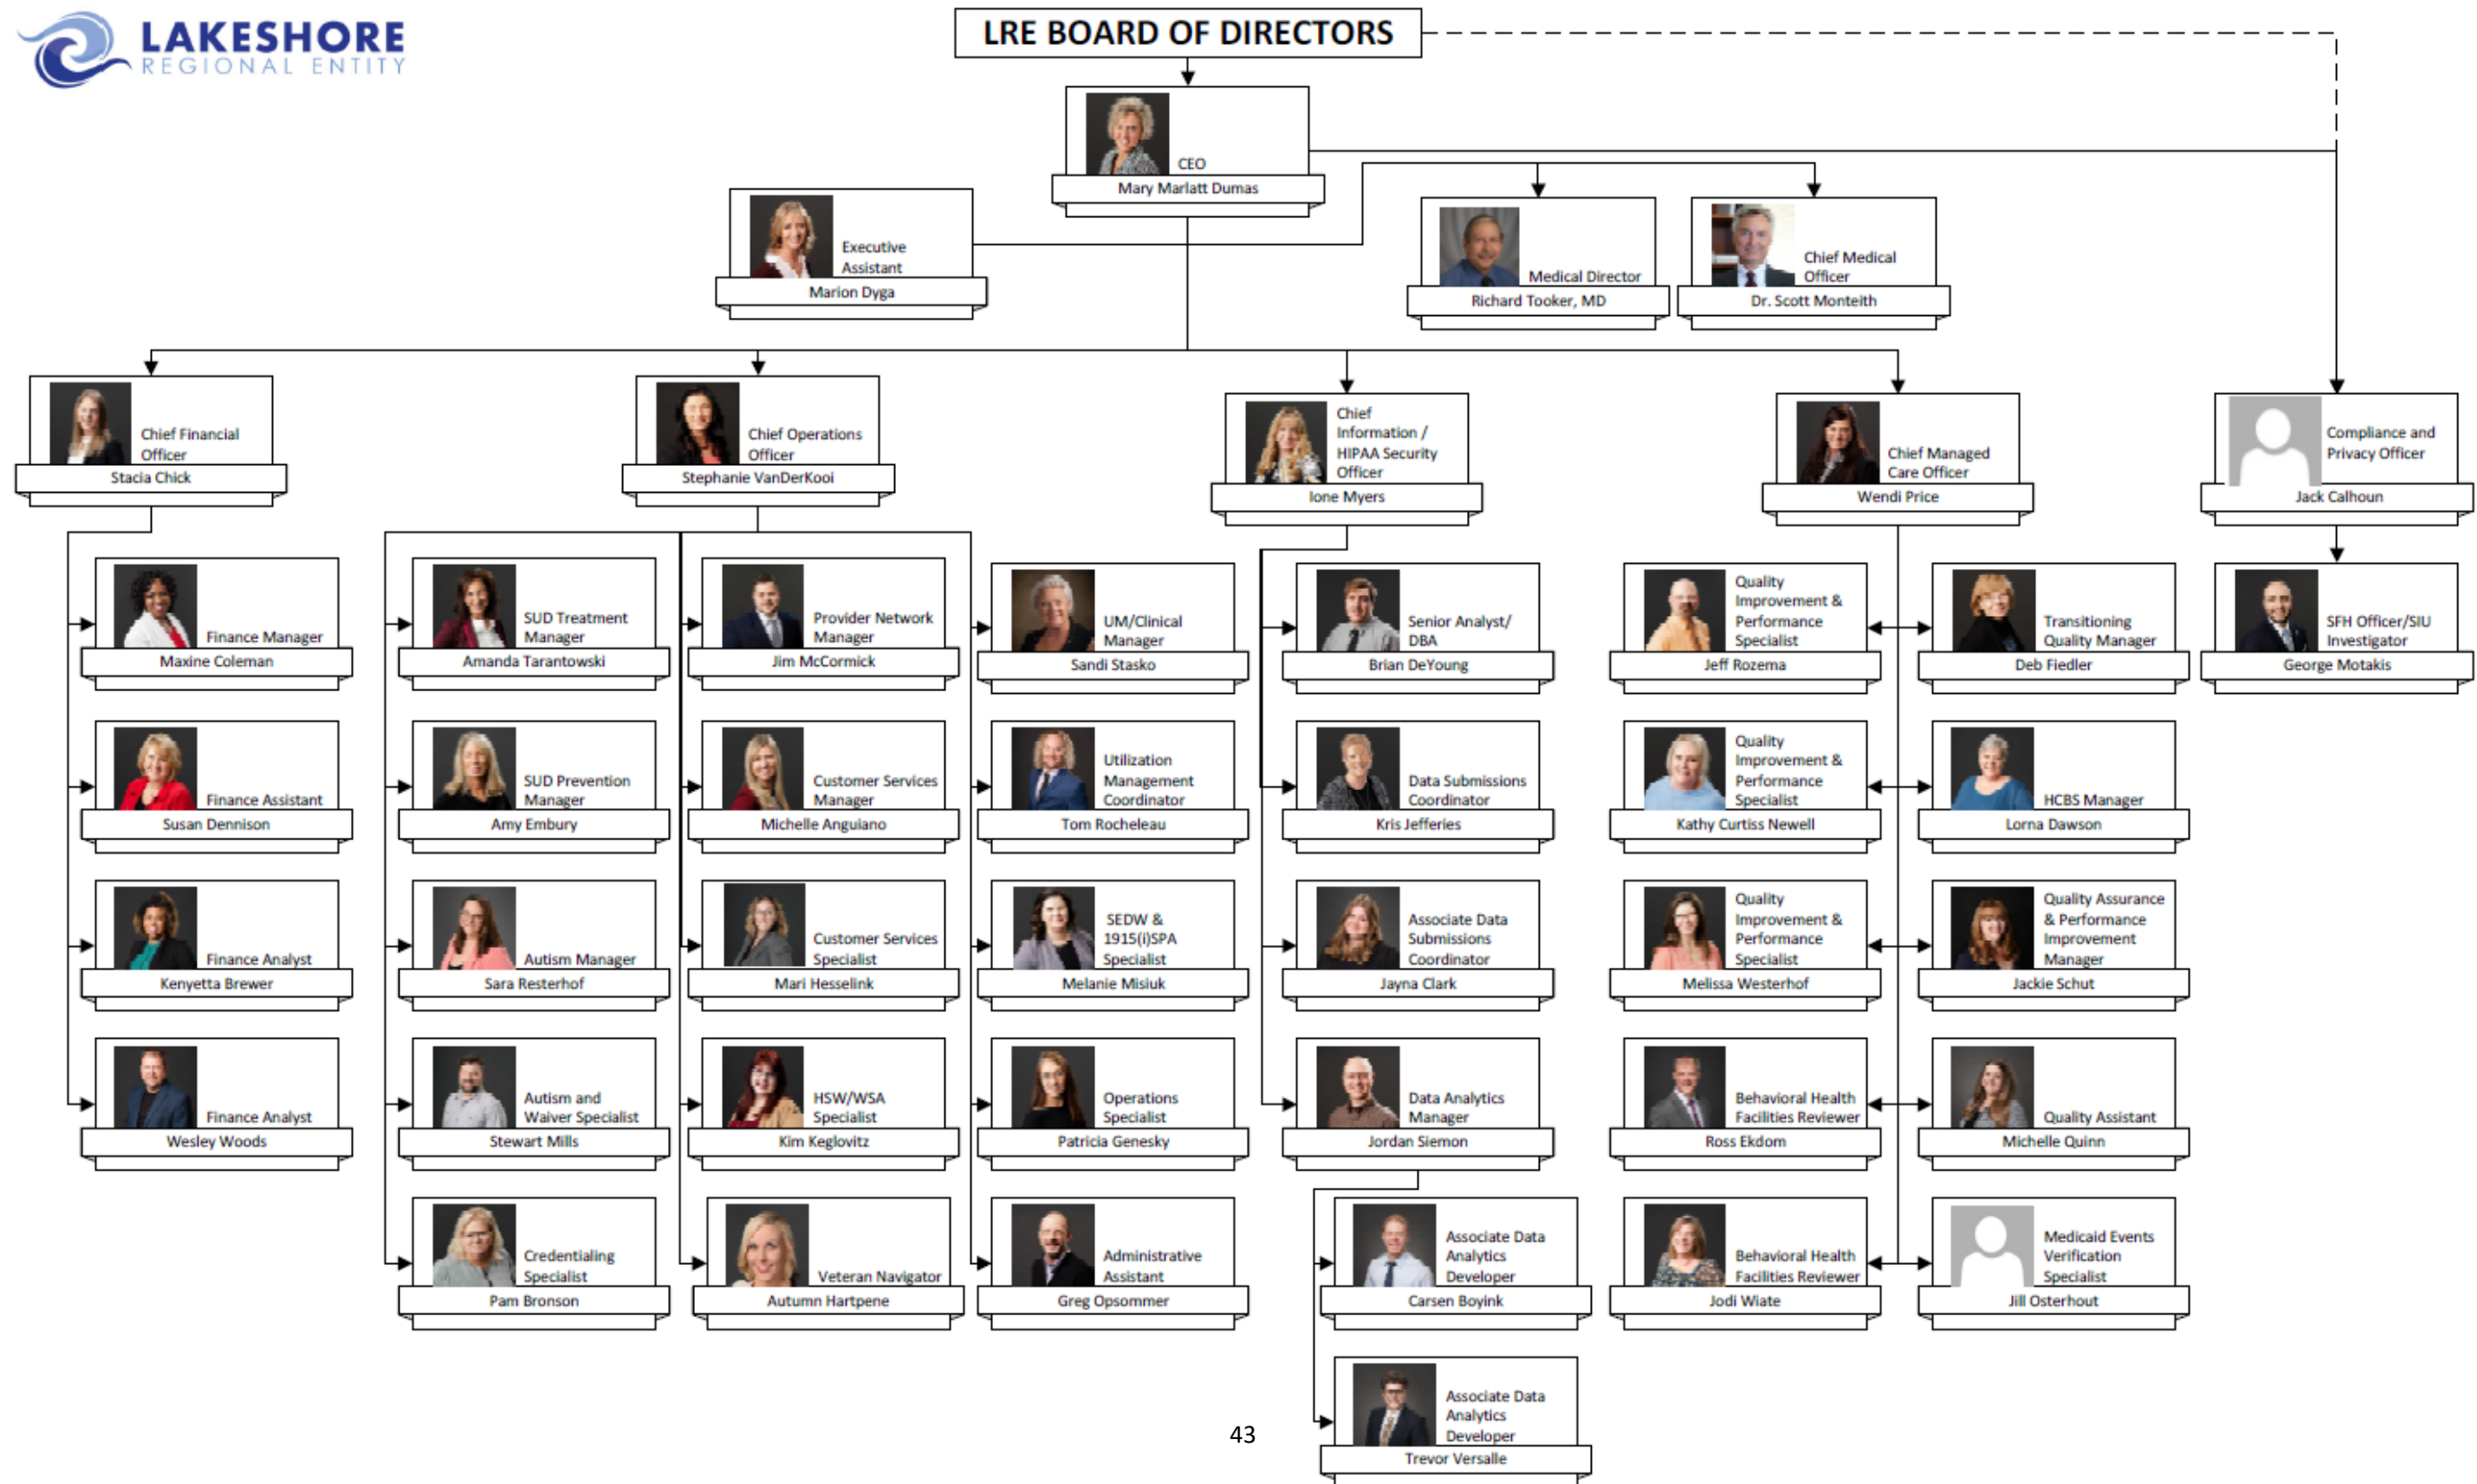 LAKESHORE
REGIONAL ENTITY
LRE BOARD OF DIRECTORS
CEO
Mary Marlatt Dumas
Executive
Assistant
Marion Dyga
Medical Director
Richard Tooker, MD
Chief Medical
Officer
Dr. Scott Monteith
Chief Financial
Officer
Stacia Chick
Chief Operations
Officer
Stephanie VanDerKooi
Chief
Information /
HIPAA Security
Officer
Ione Myers
Chief Managed
Care Officer
Wendi Price
Compliance and
Privacy Officer
Jack Calhoun
Finance Manager
Maxine Coleman
SUD Treatment
Manager
Amanda Tarantowski
Provider Network
Manager
Jim McCormick
UM/Clinical
Manager
Sandi Stasko
Senior Analyst/
DBA
Brian DeYoung
Quality
Improvement &
Performance
Specialist
Jeff Rozema
Transitioning
Quality Manager
Deb Fiedler
SFH Officer/SIU
Investigator
George Motakis
Finance Assistant
Susan Dennison
SUD Prevention
Manager
Amy Embury
Customer Services
Manager
Michelle Anguiano
Utilization
Management
Coordinator
Tom Rocheleau
Data Submissions
Coordinator
Kris Jefferies
Quality
Improvement &
Performance
Specialist
Kathy Curtiss Newell
HCBS Manager
Lorna Dawson
Finance Analyst
Kenyetta Brewer
Autism Manager
Sara Resterhof
Customer Services
Specialist
Mari Hesselink
SEDW &
1915(i)SPA
Specialist
Melanie Misiuk
Associate Data
Submissions
Coordinator
Jayna Clark
Quality
Improvement &
Performance
Specialist
Melissa Westerhof
Quality Assurance
& Performance
Improvement
Manager
Jackie Schut
Finance Analyst
Wesley Woods
Autism and
Waiver Specialist
Stewart Mills
HSW/WSA
Specialist
Kim Keglovitz
Operations
Specialist
Patricia Genesky
Data Analytics
Manager
Jordan Siemon
Behavioral Health
Facilities Reviewer
Ross Ekdom
Quality Assistant
Michelle Quinn
Credentialing
Specialist
Pam Bronson
Veteran Navigator
Autumn Hartpene
Administrative
Assistant
Greg Opsommer
Associate Data
Analytics
Developer
Carsen Boyink
Behavioral Health
Facilities Reviewer
Jodi Wiate
Medicaid Events
Verification
Specialist
Jill Osterhout
Associate Data
Analytics
Developer
Trevor Versalle
43